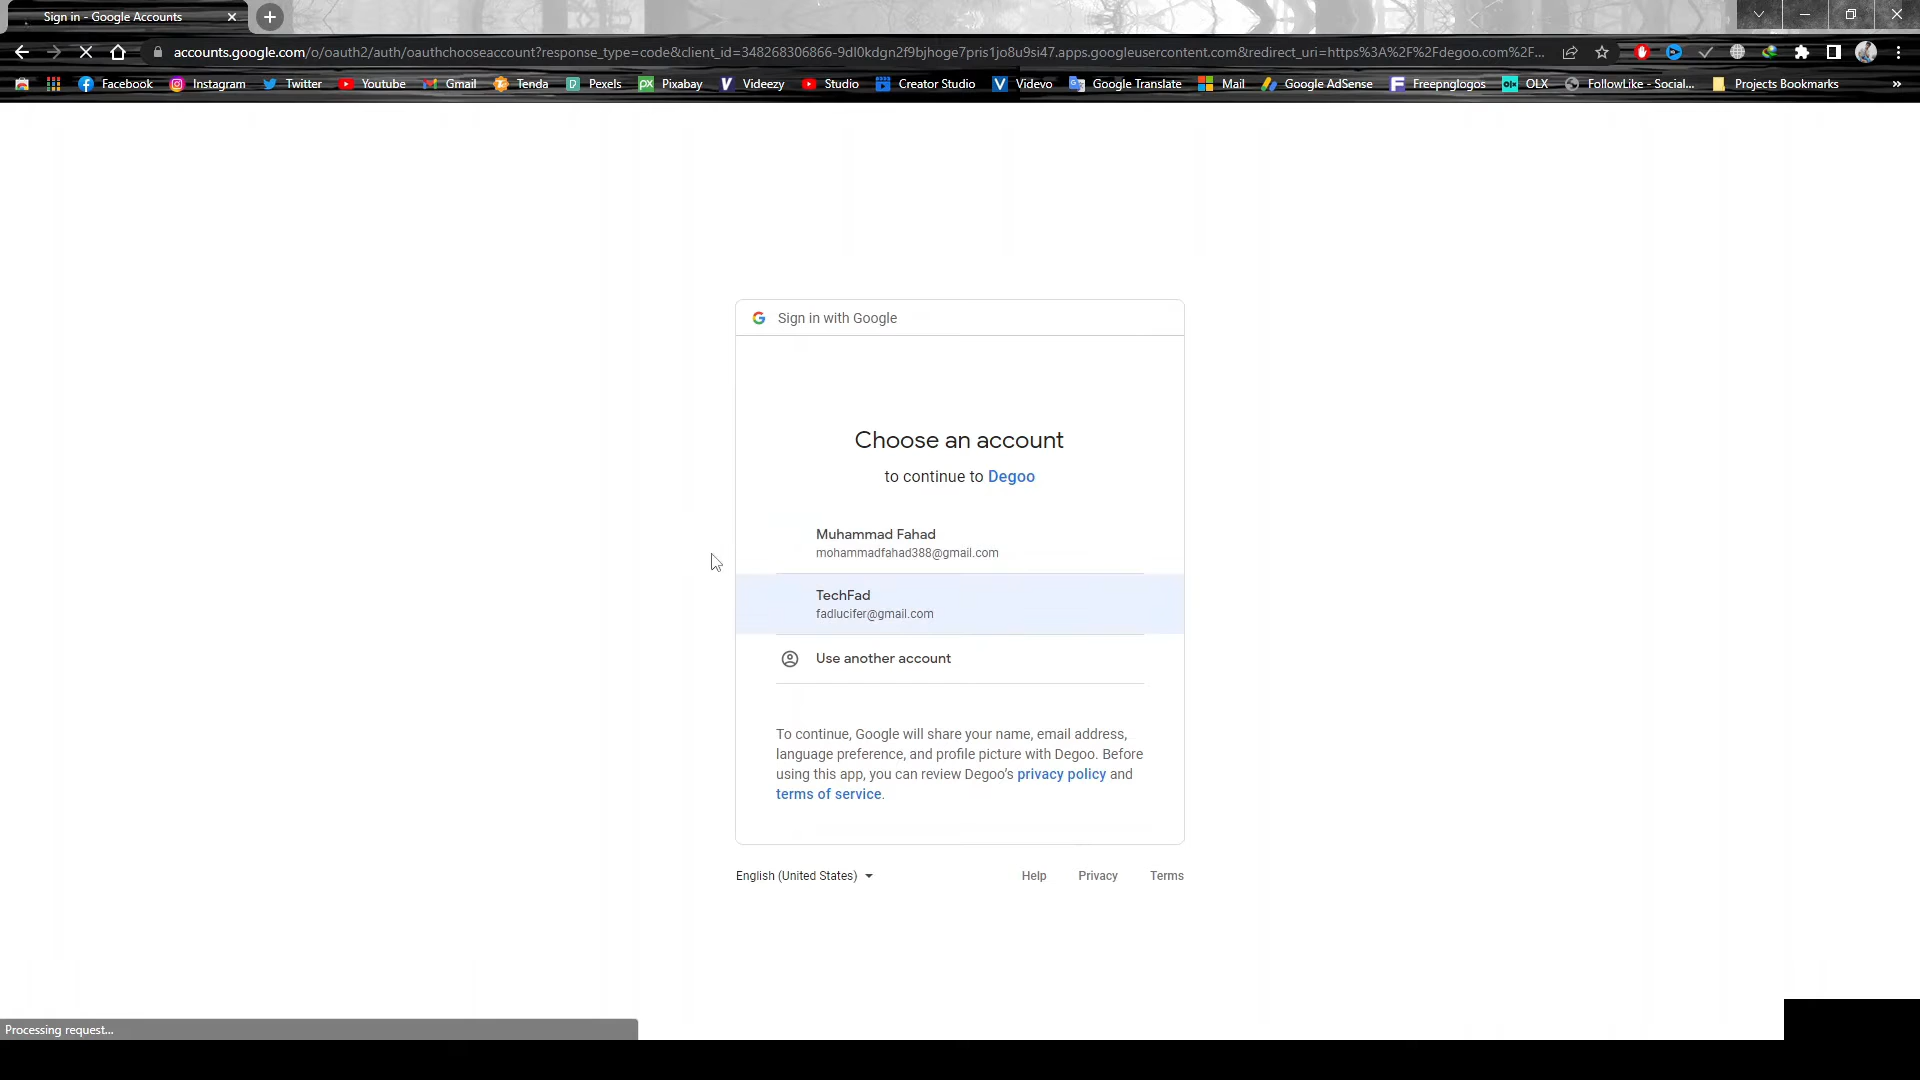 Sign in - Google Accounts
accounts.google.com/o/oauth2/auth/oauthchooseaccount?response_type=code&client_id=348268306866-9dl0kdgn2f9bjhoge7pris1jo8u9si47.apps.googleusercontent.com&redirect_uri=https%3A%2F%2Fdegoo.com%2F...
Facebook Instagram Twitter Youtube Gmail Tenda Pexels Pixabay Videezy Studio Creator Studio Videvo Google Translate Mail Google AdSense Freepnglogos OLX FollowLike - Social... Projects Bookmarks »
Sign in with Google
Choose an account
to continue to Degoo
Muhammad Fahad
mohammadfahad388@gmail.com
TechFad
fadlucifer@gmail.com
Use another account
To continue, Google will share your name, email address,
language preference, and profile picture with Degoo. Before
using this app, you can review Degoo's privacy policy and
terms of service.
English (United States) Help Privacy Terms
Processing request...